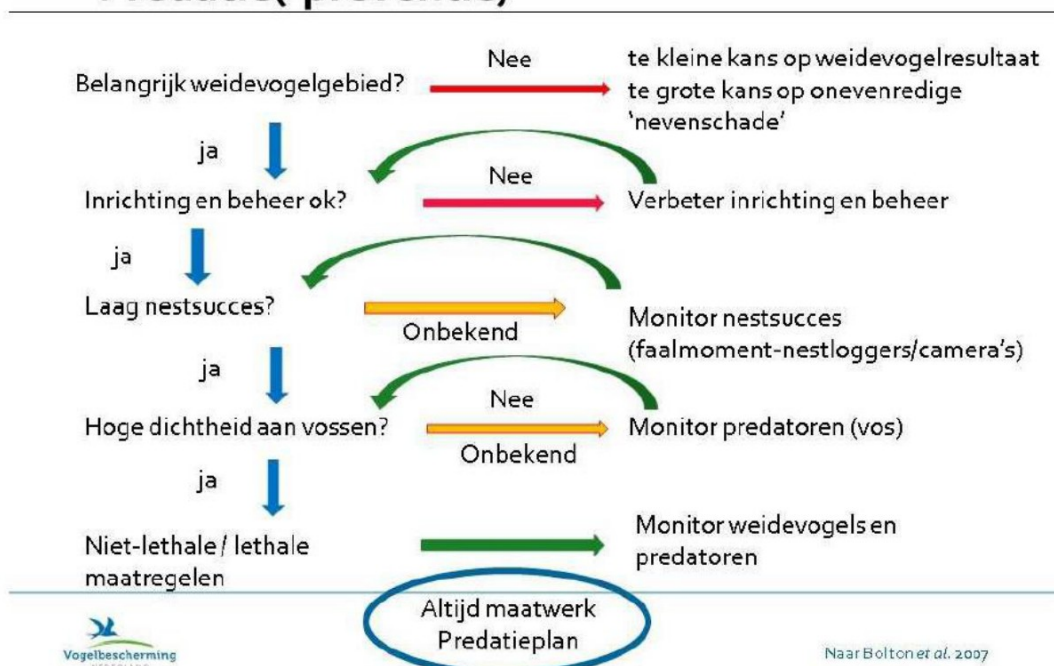 Belangrijk weidevogelgebied?
Nee
te kleine kans op weidevogelresultaat
te grote kans op onevenredige
'nevenschade'
ja
Inrichting en beheer ok?
Nee
Verbeter inrichting en beheer
ja
Laag nestsucces?
Onbekend
Monitor nestsucces
(faalmoment-nestloggers/camera's)
ja
Hoge dichtheid aan vossen?
Nee
Onbekend
Monitor predatoren (vos)
ja
Niet-lethale / lethale
maatregelen
Monitor weidevogels en
predatoren
Altijd maatwerk
Predatieplan
Vogelbescherming
Naar Bolton et al. 2007